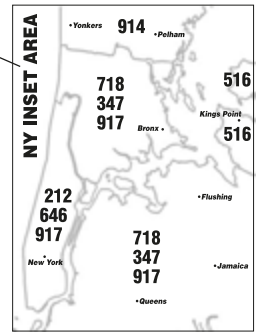 NY INSET AREA
Yonkers
914
Pelham
718
347
917
Bronx
516
Kings Point
516
212
646
917
New York
Flushing
718
347
917
Jamaica
Queens